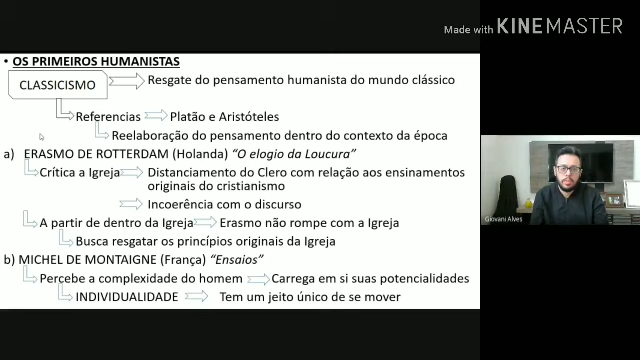 Made with KINEMASTER
• OS PRIMEIROS HUMANISTAS
CLASSICISMO
Resgate do pensamento humanista do mundo clássico
Referencias
Platão e Aristóteles
Reelaboração do pensamento dentro do contexto da época
a) ERASMO DE ROTTERDAM (Holanda) “O elogio da Loucura”
Crítica a Igreja
Distanciamento do Clero com relação aos ensinamentos
originais do cristianismo
Incoerência com o discurso
A partir de dentro da Igreja
Erasmo não rompe com a Igreja
Busca resgatar os princípios originais da Igreja
b) MICHEL DE MONTAIGNE (França) “Ensaios”
Percebe a complexidade do homem
Carrega em si suas potencialidades
INDIVIDUALIDADE
Tem um jeito único de se mover
Giovani Alves